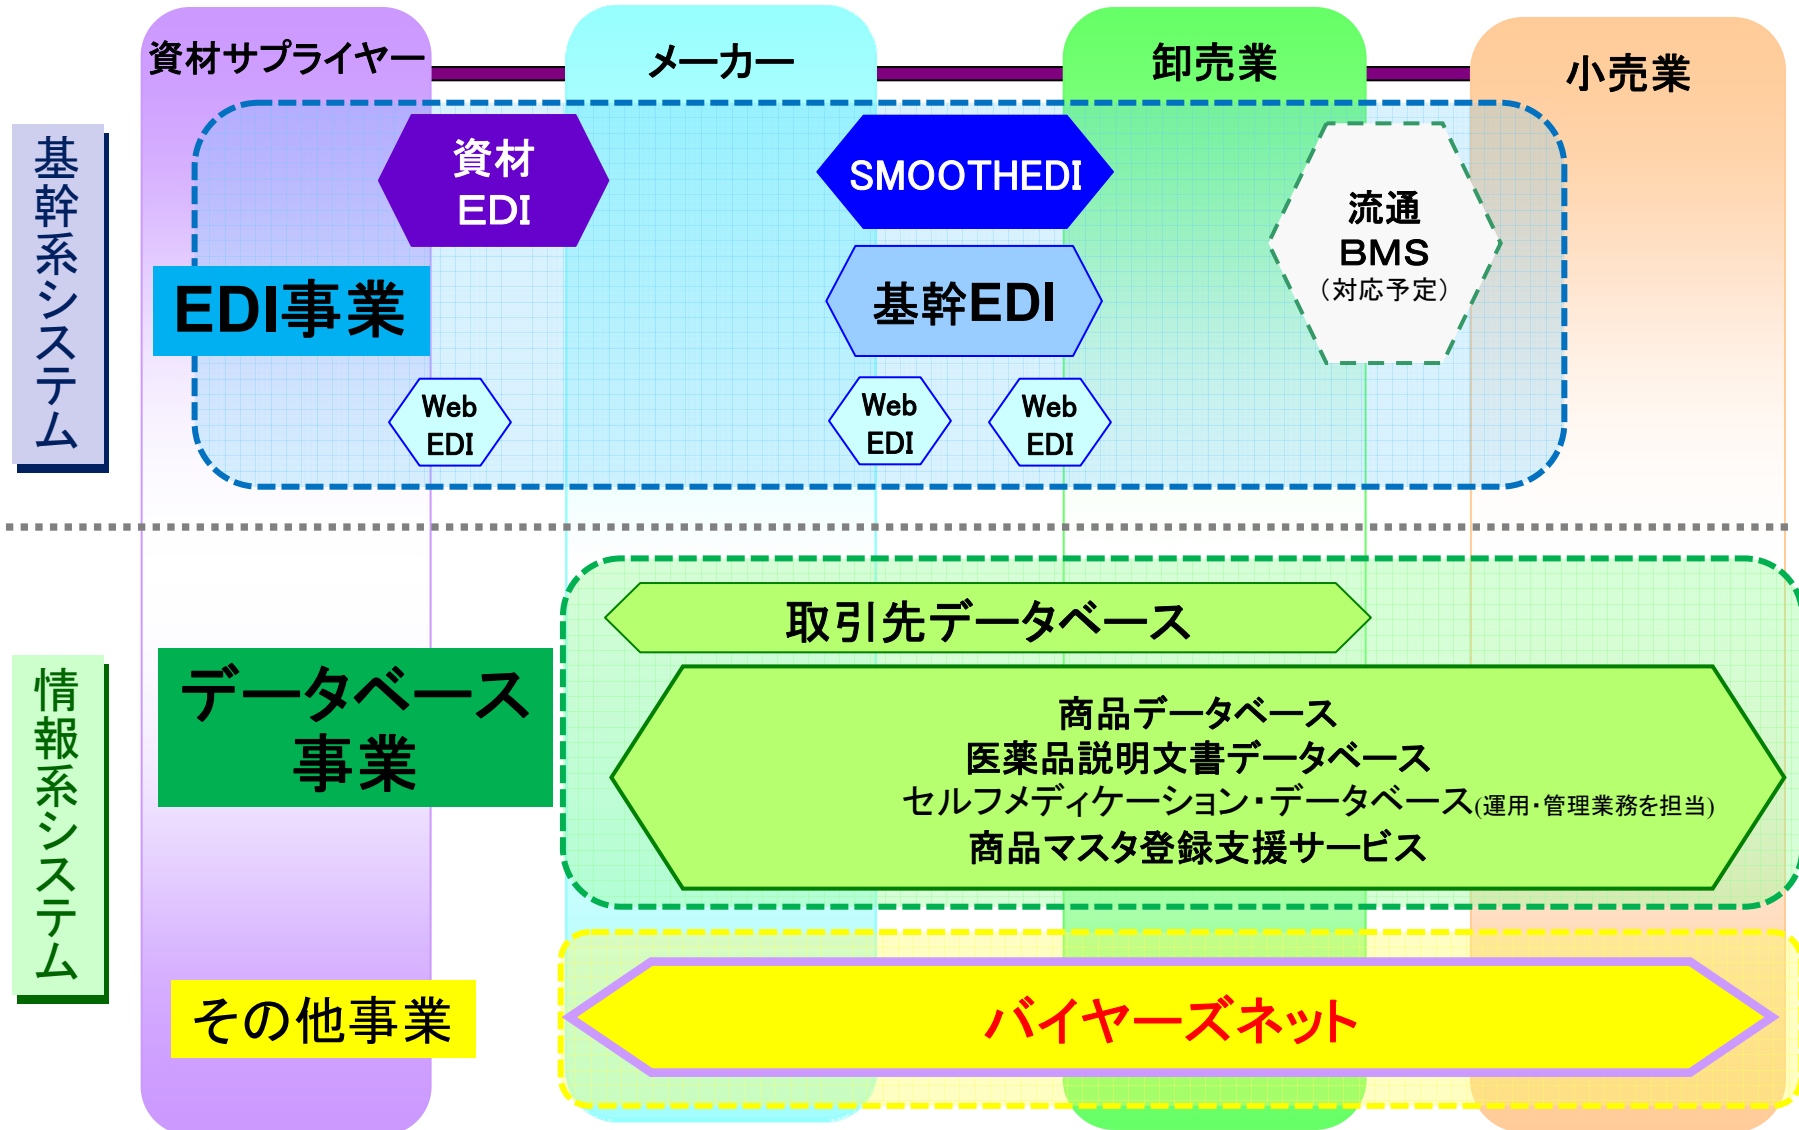 資材サプライヤー
メーカー
卸売業
小売業
基幹系システム
資材
EDI
SMOOTHEDI
流通
BMS
（対応予定）
EDI事業
基幹EDI
Web
EDI
Web
EDI
Web
EDI
情報系システム
取引先データベース
データベース
事業
商品データベース
医薬品説明文書データベース
セルフメディケーション・データベース(運用・管理業務を担当)
商品マスタ登録支援サービス
その他事業
バイヤーズネット